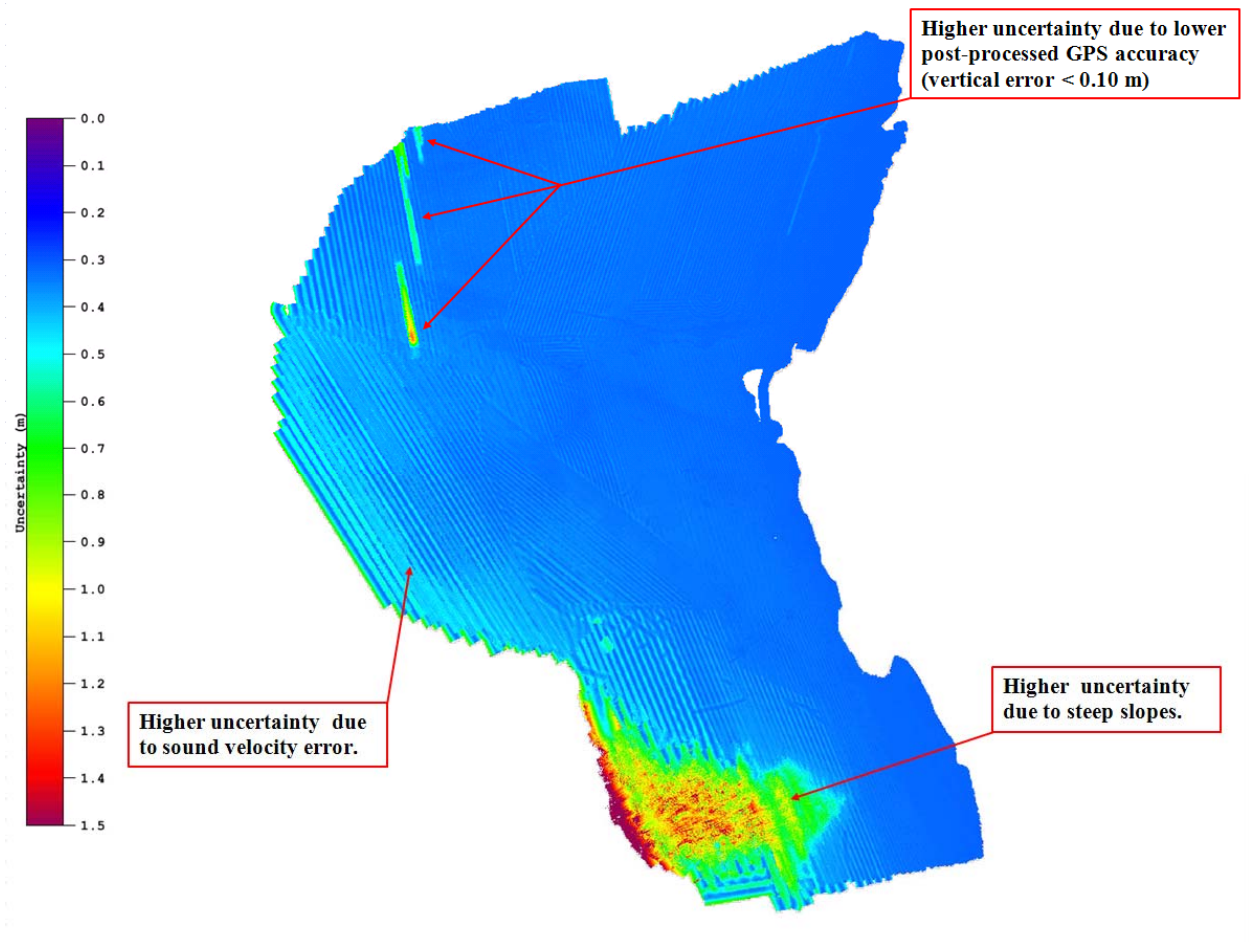 Higher uncertainty due to lower
post-processed GPS accuracy
(vertical error < 0.10 m)
0.0
0.1
0.2
0.3
0.4
0.5
0.6
0.7
0.8
0.9
1.0
1.1
1.2
1.3
1.4
1.5
Uncertainty (m)
Higher uncertainty due
to sound velocity error.
Higher uncertainty
due to steep slopes.